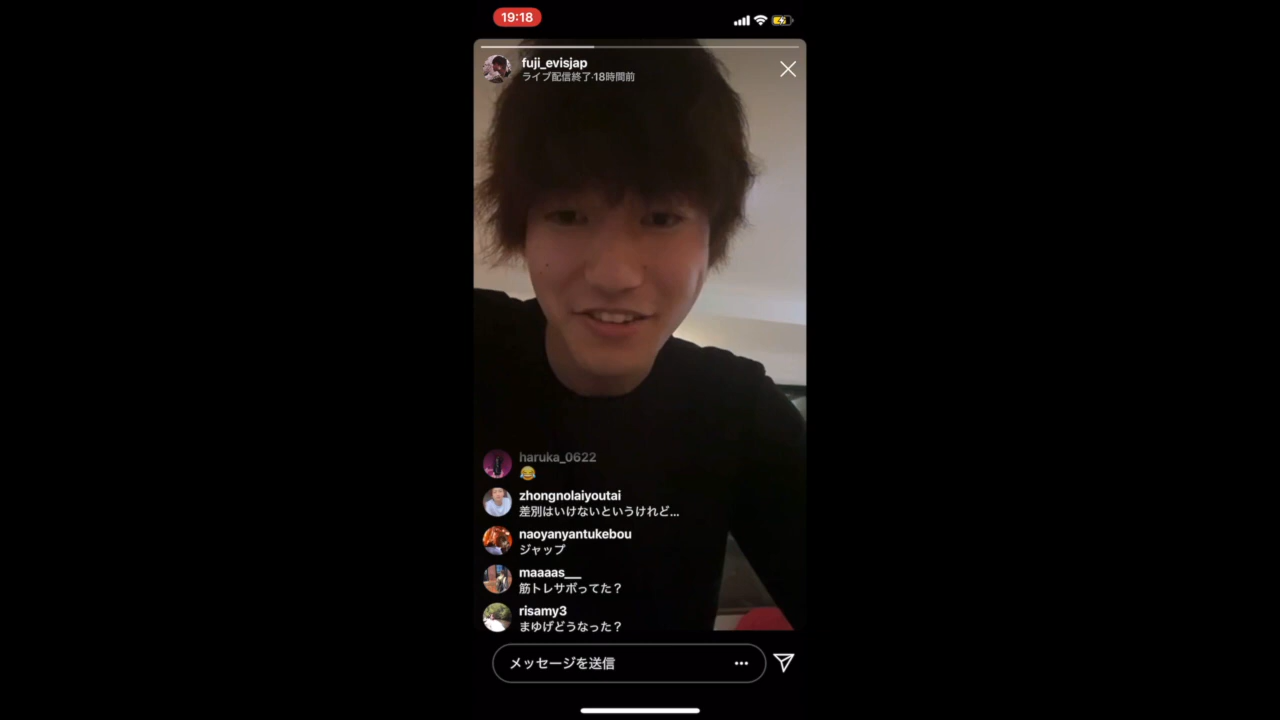 19:18
fuji_evisjap
ライブ配信終了·18時間前
haruka_0622
😂
zhongnolaiyoutai
差別はいけないというけれど...
naoyanyantukebou
ジャップ
maaaas__
筋トレサボってた？
risamy3
まゆげどうなった？
メッセージを送信